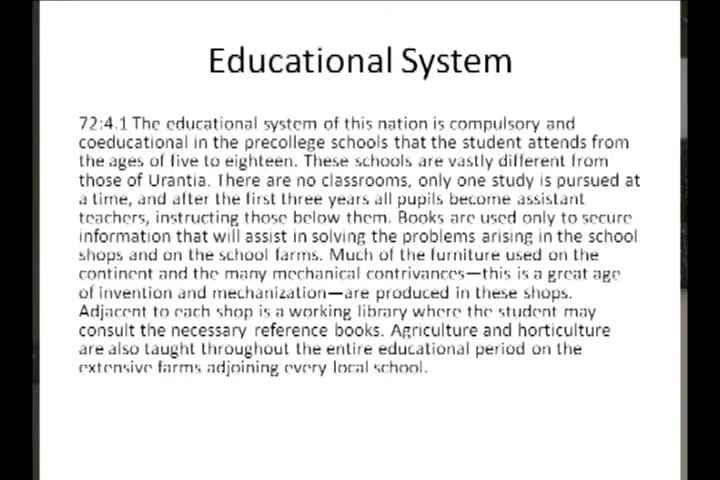 Educational System
72:4.1 The educational system of this nation is compulsory and
coeducational in the precollege schools that the student attends from
the ages of five to eighteen. These schools are vastly different from
those of Urantia. There are no classrooms, only one study is pursued at
a time, and after the first three years all pupils become assistant
teachers, instructing those below them. Books are used only to secure
information that will assist in solving the problems arising in the school
shops and on the school farms. Much of the furniture used on the
continent and the many mechanical contrivances—this is a great age
of invention and mechanization—are produced in these shops.
Adjacent to each shop is a working library where the student may
consult the necessary reference books. Agriculture and horticulture
are also taught throughout the entire educational period on the
extensive farms adjoining every local school.